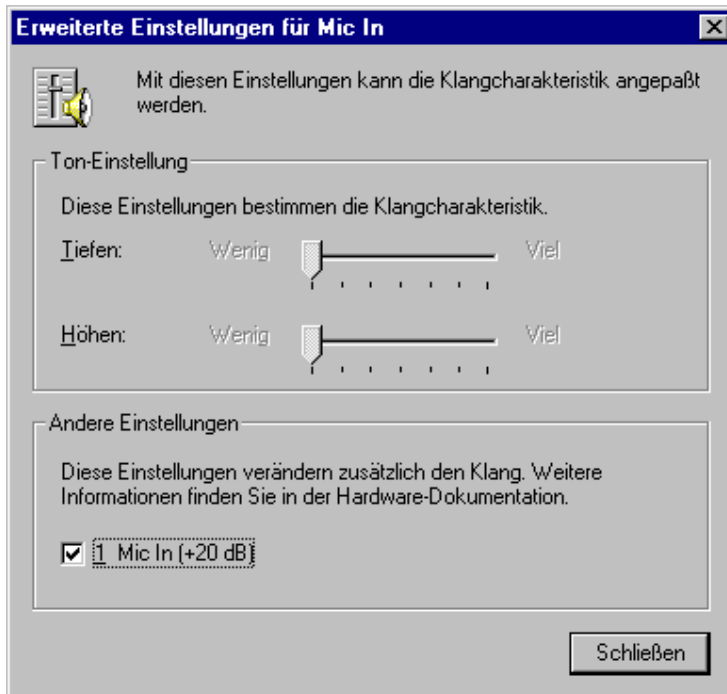 Erweiterte Einstellungen für Mic In
Mit diesen Einstellungen kann die Klangcharakteristik angepaßt
werden.
Ton-Einstellung
Diese Einstellungen bestimmen die Klangcharakteristik.
Tiefen: Wenig Viel
Höhen: Wenig Viel
Andere Einstellungen
Diese Einstellungen verändern zusätzlich den Klang. Weitere
Informationen finden Sie in der Hardware-Dokumentation.
1 Mic In (+20 dB)
Schließen